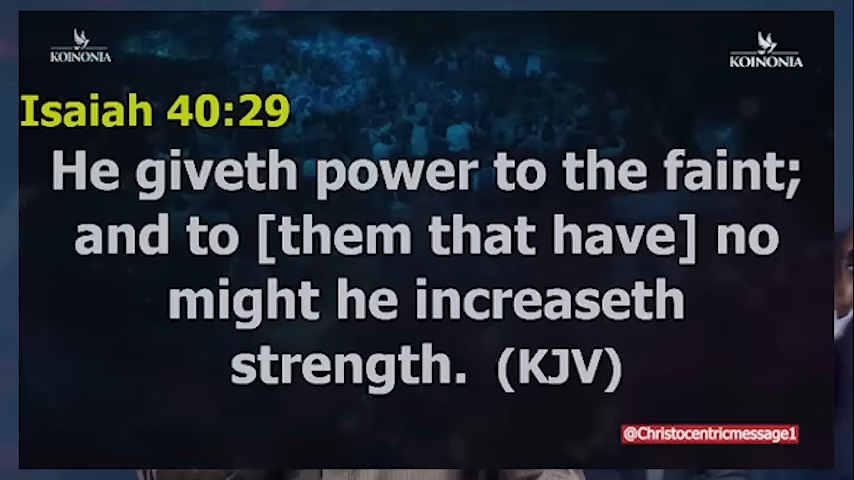 KOINONIA
KOINONIA
Isaiah 40:29
He giveth power to the faint;
and to [them that have] no
might he increaseth
strength. (KJV)
@Christocentricmessage1